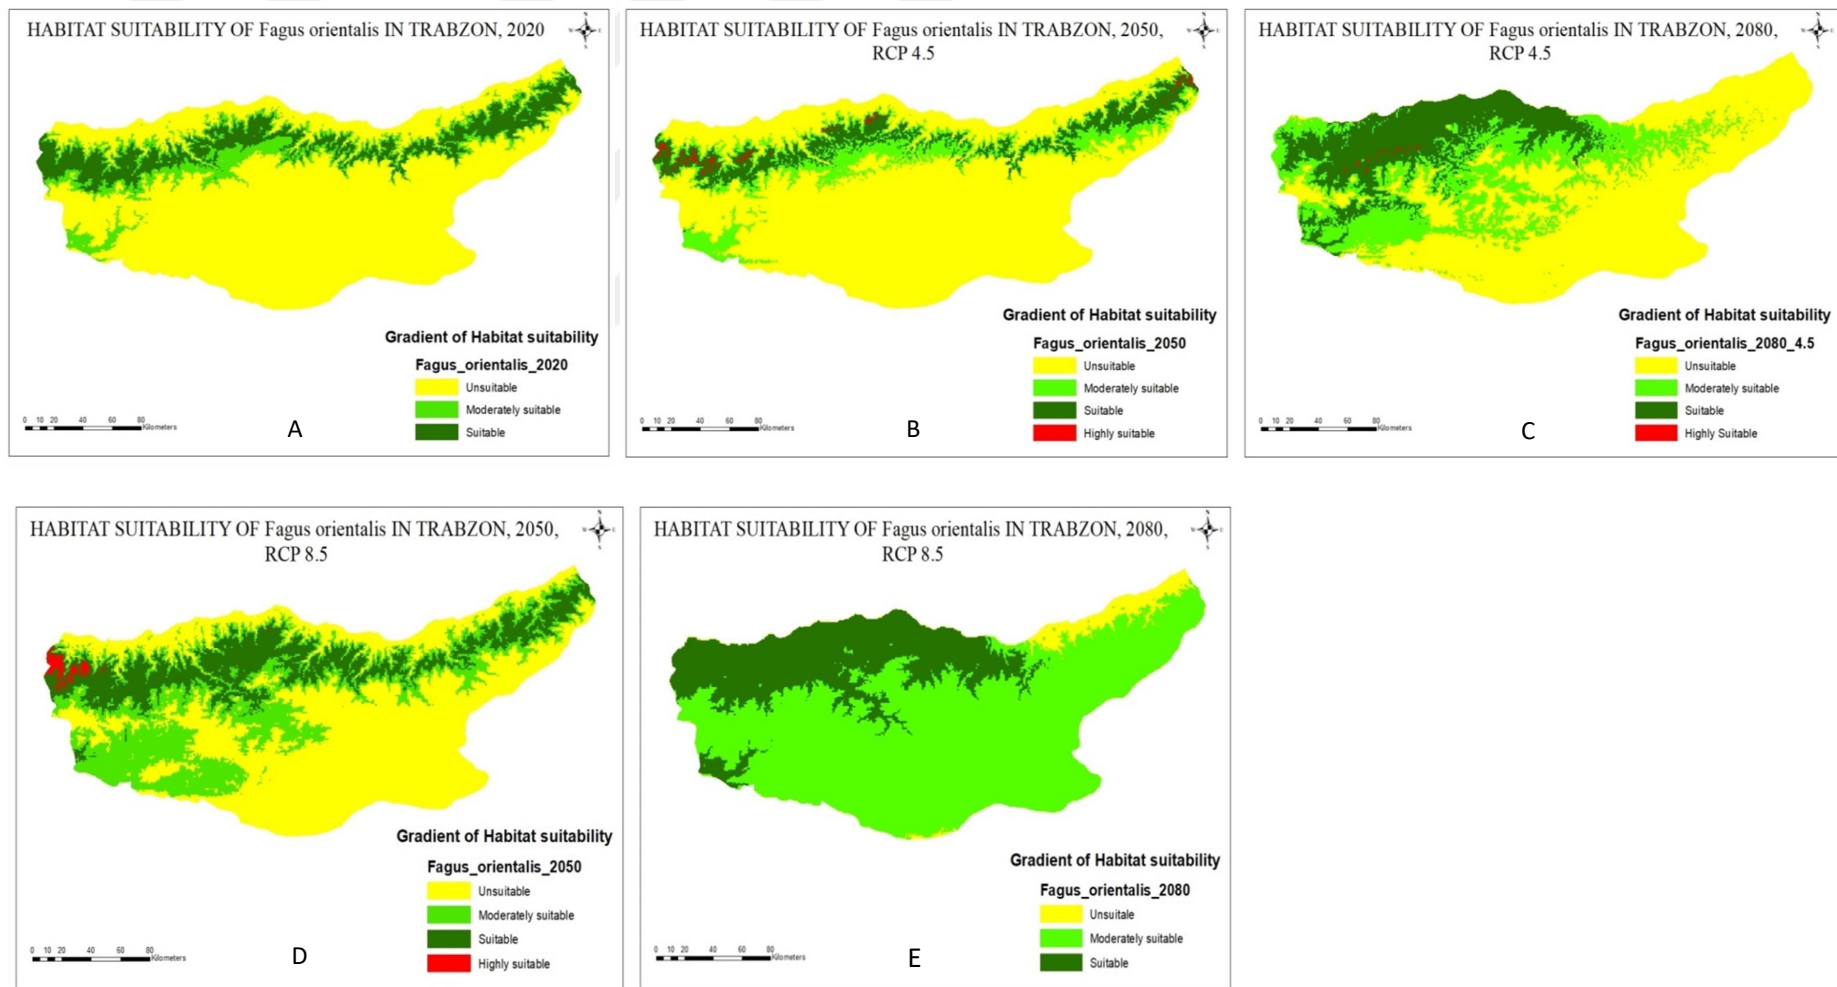 HABITAT SUITABILITY OF Fagus orientalis IN TRABZON, 2020
Gradient of Habitat suitability
Fagus_orientalis_2020
Unsuitable
Moderately suitable
Suitable
0 10 20 40 60 80
Kilometers
A
HABITAT SUITABILITY OF Fagus orientalis IN TRABZON, 2050,
RCP 4.5
Gradient of Habitat suitability
Fagus_orientalis_2050
Unsuitable
Moderately suitable
Suitable
Highly suitable
0 10 20 40 60 80
Kilometers
B
HABITAT SUITABILITY OF Fagus orientalis IN TRABZON, 2080,
RCP 4.5
Gradient of Habitat suitability
Fagus_orientalis_2080_4.5
Unsuitable
Moderately suitable
Suitable
Highly Suitable
0 10 20 40 60 80
Kilometers
C
HABITAT SUITABILITY OF Fagus orientalis IN TRABZON, 2050,
RCP 8.5
Gradient of Habitat suitability
Fagus_orientalis_2050
Unsuitable
Moderately suitable
Suitable
Highly suitable
0 10 20 40 60 80
Kilometers
D
HABITAT SUITABILITY OF Fagus orientalis IN TRABZON, 2080,
RCP 8.5
Gradient of Habitat suitability
Fagus_orientalis_2080
Unsuitale
Moderately suitable
Suitable
0 10 20 40 60 80
Kilometers
E